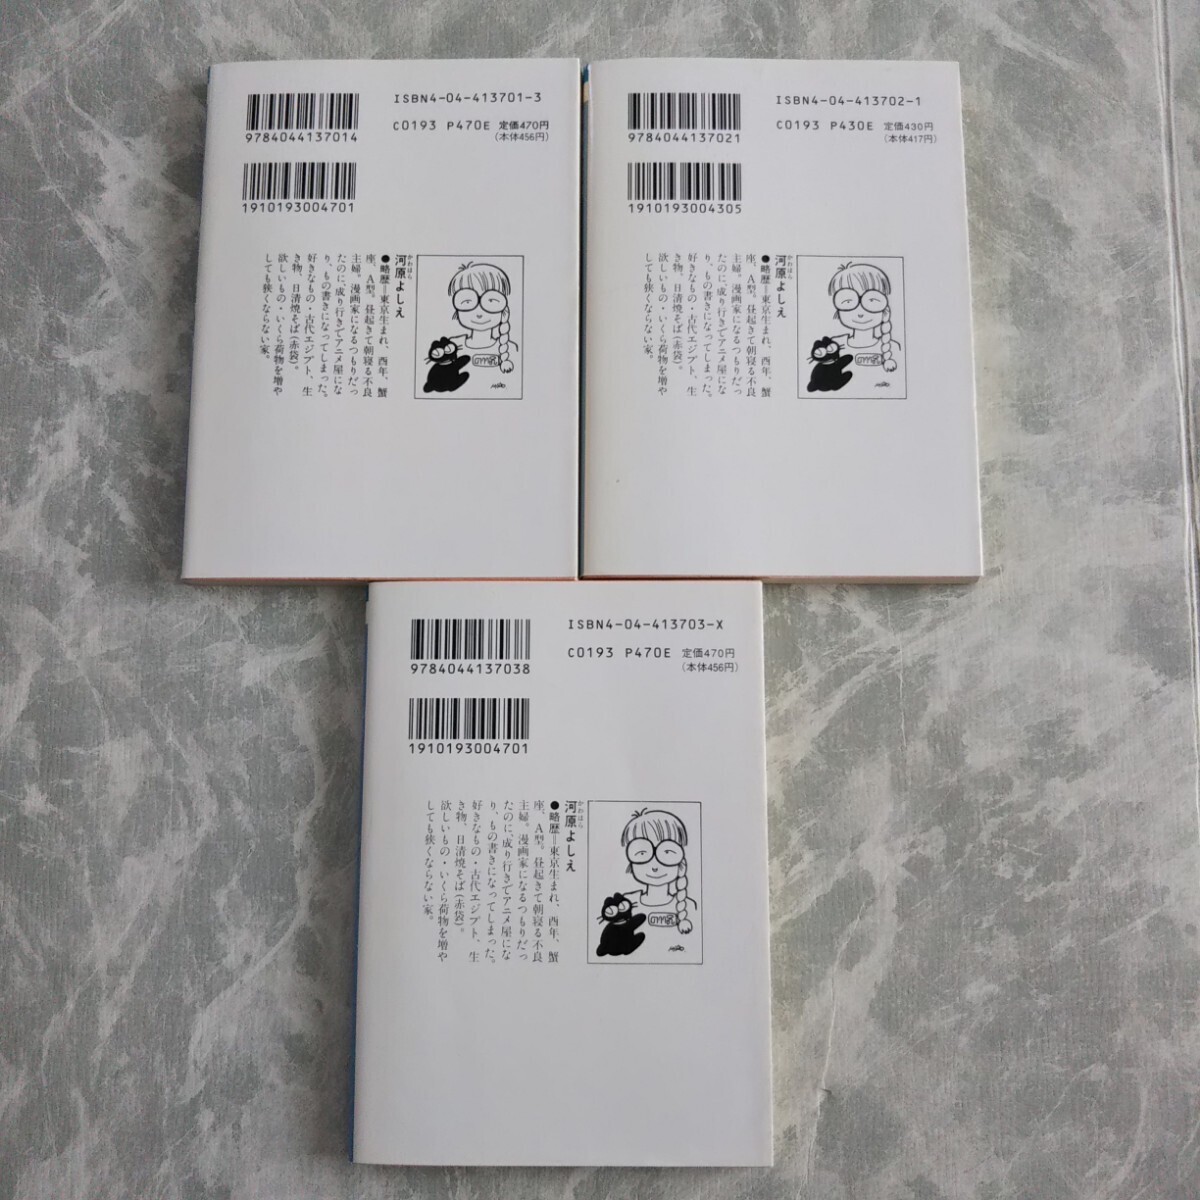 ISBN4-04-413701-3
9784044137014
C0193 P470E 定価470円
(本体456円)
1910193004701
かわはら
河原よしえ
●略歴＝東京生まれ、酉年、蟹
座、A型。昼起きて朝寝る不良
主婦。漫画家になるつもりだっ
たのに、成り行きでアニメ屋にな
り、もの書きになってしまった。
好きなもの・古代エジプト、生
き物、日清焼そば(赤袋)。
欲しいもの・いくら荷物を増や
しても狭くならない家。
ISBN4-04-413702-1
9784044137021
C0193 P430E 定価430円
(本体417円)
1910193004305
かわはら
河原よしえ
●略歴＝東京生まれ、酉年、蟹
座、A型。昼起きて朝寝る不良
主婦。漫画家になるつもりだっ
たのに、成り行きでアニメ屋にな
り、もの書きになってしまった。
好きなもの・古代エジプト、生
き物、日清焼そば(赤袋)。
欲しいもの・いくら荷物を増や
しても狭くならない家。
ISBN4-04-413703-X
9784044137038
C0193 P470E 定価470円
(本体456円)
1910193004701
かわはら
河原よしえ
●略歴＝東京生まれ、酉年、蟹
座、A型。昼起きて朝寝る不良
主婦。漫画家になるつもりだっ
たのに、成り行きでアニメ屋にな
り、もの書きになってしまった。
好きなもの・古代エジプト、生
き物、日清焼そば(赤袋)。
欲しいもの・いくら荷物を増や
しても狭くならない家。